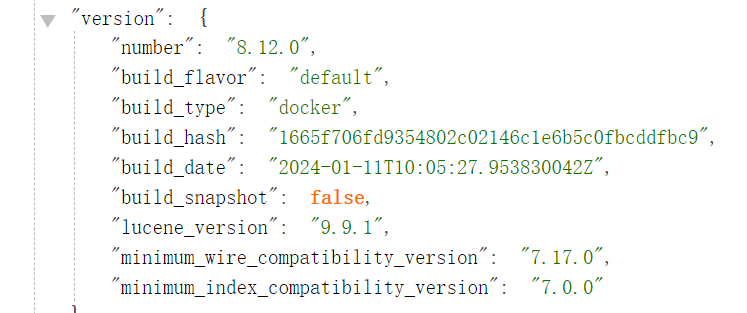 "version": {
"number": "8.12.0",
"build_flavor": "default",
"build_type": "docker",
"build_hash": "1665f706fd9354802c02146c1e6b5c0fbcddfbc9",
"build_date": "2024-01-11T10:05:27.953830042Z",
"build_snapshot": false,
"lucene_version": "9.9.1",
"minimum_wire_compatibility_version": "7.17.0",
"minimum_index_compatibility_version": "7.0.0"